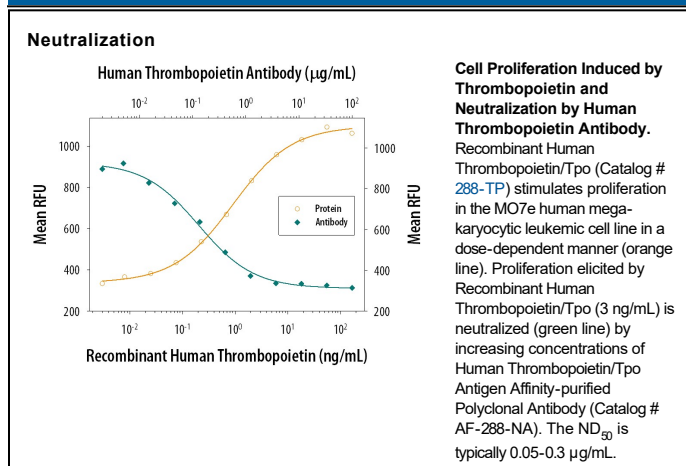 Neutralization
Human Thrombopoietin Antibody (µg/mL)
10-2 10-1 100 101 102
1000
800
600
400
200
Mean RFU
Protein
Antibody
1000
800
600
400
200
Mean RFU
10-2 10-1 100 101 102
Recombinant Human Thrombopoietin (ng/mL)
Cell Proliferation Induced by
Thrombopoietin and
Neutralization by Human
Thrombopoietin Antibody.
Recombinant Human
Thrombopoietin/Tpo (Catalog #
288-TP) stimulates proliferation
in the MO7e human mega-
karyocytic leukemic cell line in a
dose-dependent manner (orange
line). Proliferation elicited by
Recombinant Human
Thrombopoietin/Tpo (3 ng/mL) is
neutralized (green line) by
increasing concentrations of
Human Thrombopoietin/Tpo
Antigen Affinity-purified
Polyclonal Antibody (Catalog #
AF-288-NA). The ND50 is
typically 0.05-0.3 µg/mL.